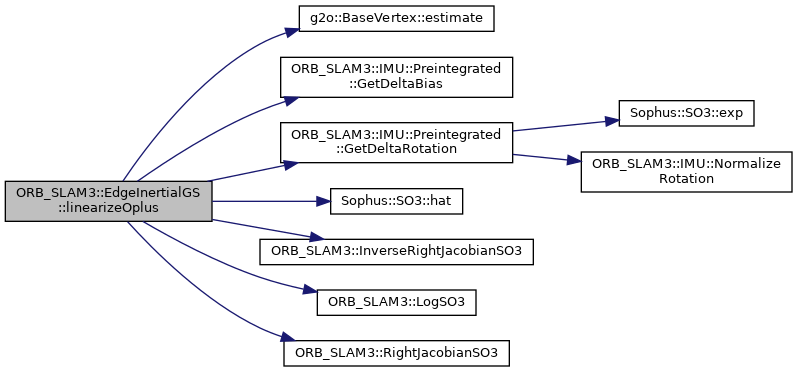 g2o::BaseVertex::estimate
ORB_SLAM3::IMU::Preintegrated
::GetDeltaBias
ORB_SLAM3::IMU::Preintegrated
::GetDeltaRotation
Sophus::SO3::exp
ORB_SLAM3::IMU::Normalize
Rotation
ORB_SLAM3::EdgeInertialGS
::linearizeOplus
Sophus::SO3::hat
ORB_SLAM3::InverseRightJacobianSO3
ORB_SLAM3::LogSO3
ORB_SLAM3::RightJacobianSO3